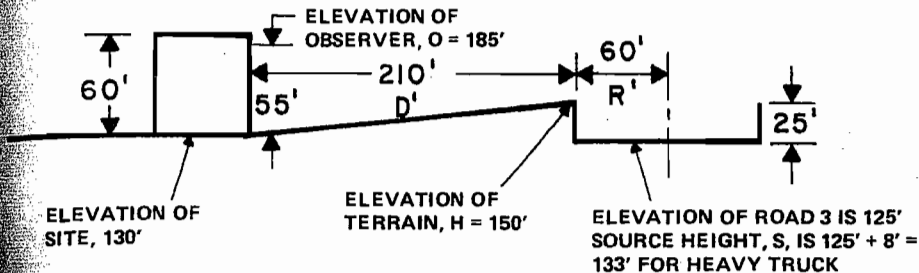 ELEVATION OF
OBSERVER, O = 185'
60'
55'
210'
D'
60'
R'
25'
ELEVATION OF
SITE, 130'
ELEVATION OF
TERRAIN, H = 150'
ELEVATION OF ROAD 3 IS 125'
SOURCE HEIGHT, S, IS 125' + 8' =
133' FOR HEAVY TRUCK